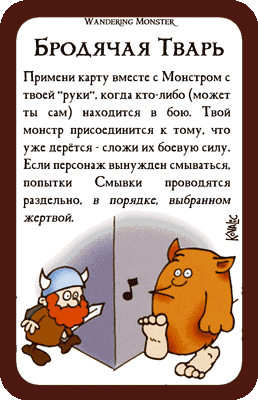 Wandering Monster
Бродячая Тварь
Примени карту вместе с Монстром с
твоей "руки", когда кто-либо (может
ты сам) находится в бою. Твой
монстр присоединится к тому, что
уже дерётся - сложи их боевую силу.
Если персонаж вынужден смываться,
попытки Смывки проводятся
раздельно, в порядке, выбранном
жертвой.
Kovalic